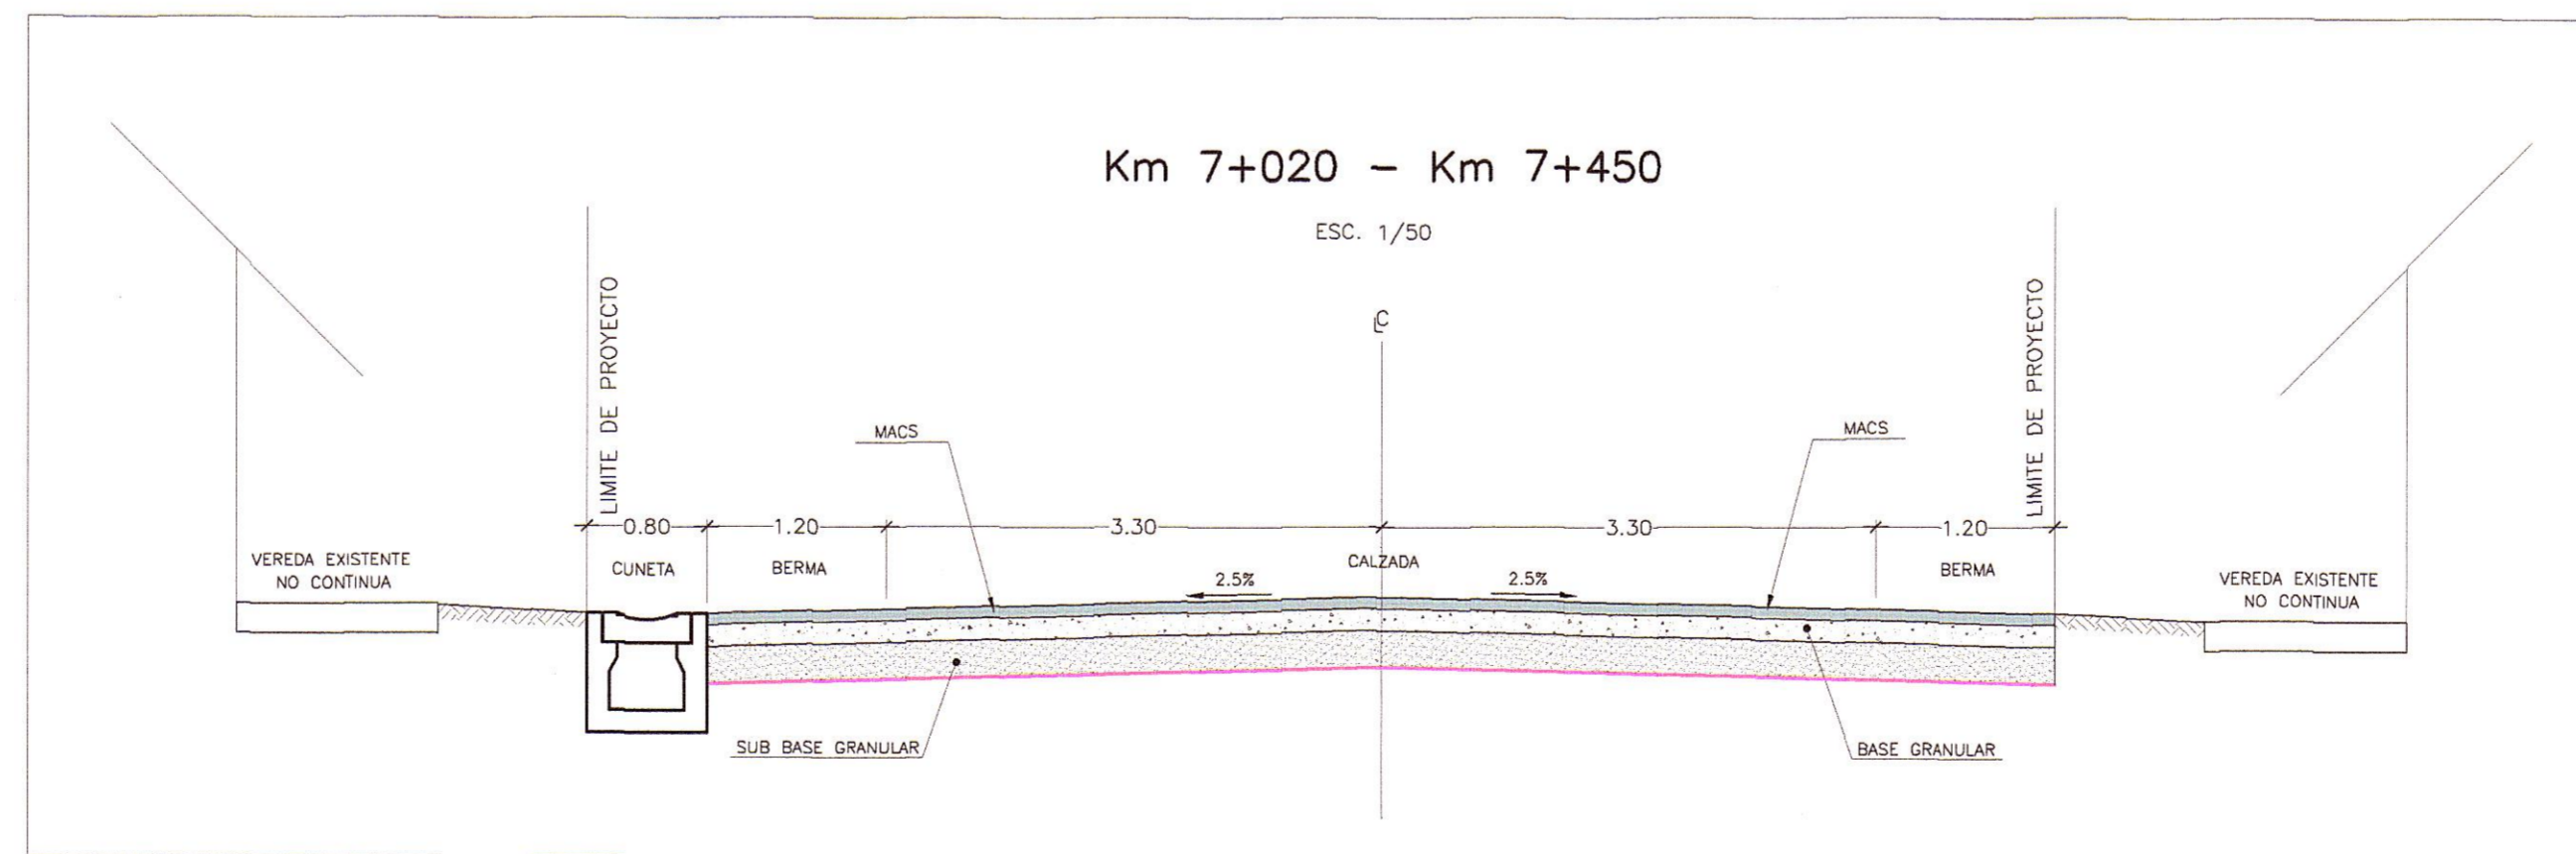 Km 7+020 - Km 7+450
ESC. 1/50
LIMITE DE PROYECTO
LIMITE DE PROYECTO
CL
MACS
MACS
0.80
1.20
3.30
3.30
1.20
VEREDA EXISTENTE
NO CONTINUA
CUNETA
BERMA
CALZADA
2.5%
2.5%
BERMA
VEREDA EXISTENTE
NO CONTINUA
SUB BASE GRANULAR
BASE GRANULAR